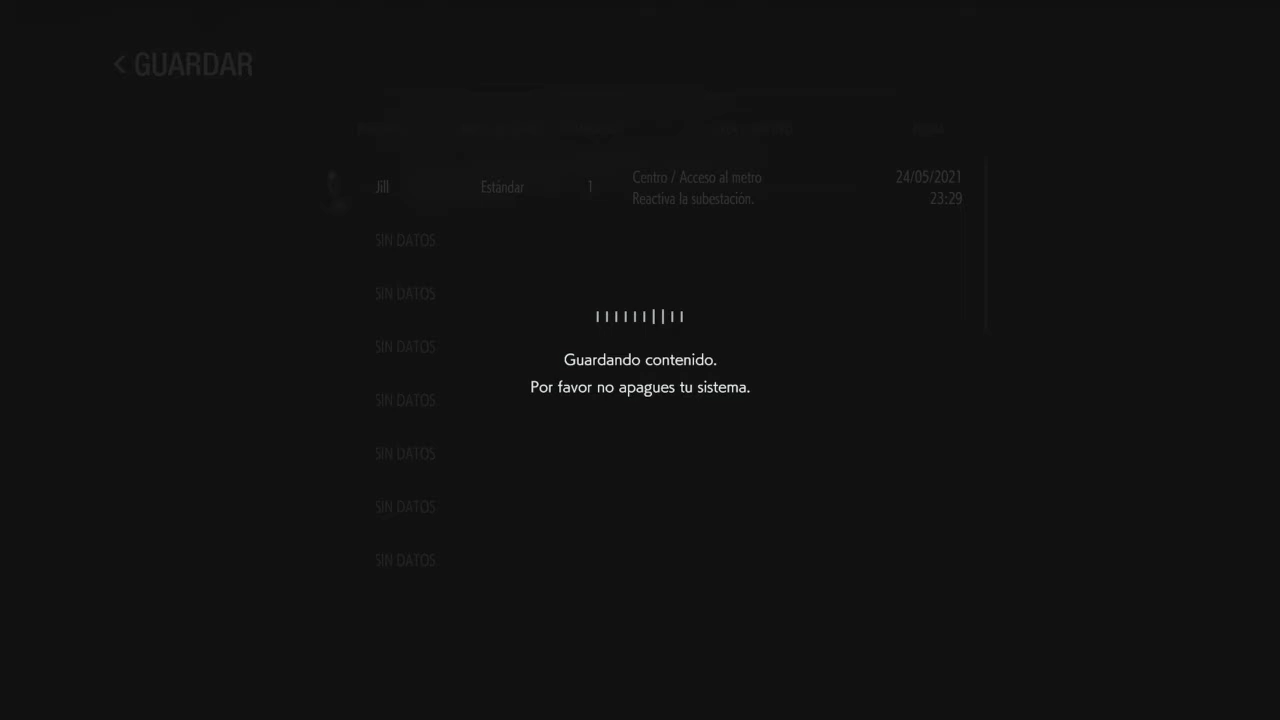 < GUARDAR
Jill Estándar 1 Centro / Acceso al metro 24/05/2021
Reactiva la subestación. 23:29
SIN DATOS.
SIN DATOS
SIN DATOS
SIN DATOS.
SIN DATOS
SIN DATOS.
SIN DATOS.
Guardando contenido.
Por favor no apagues tu sistema.